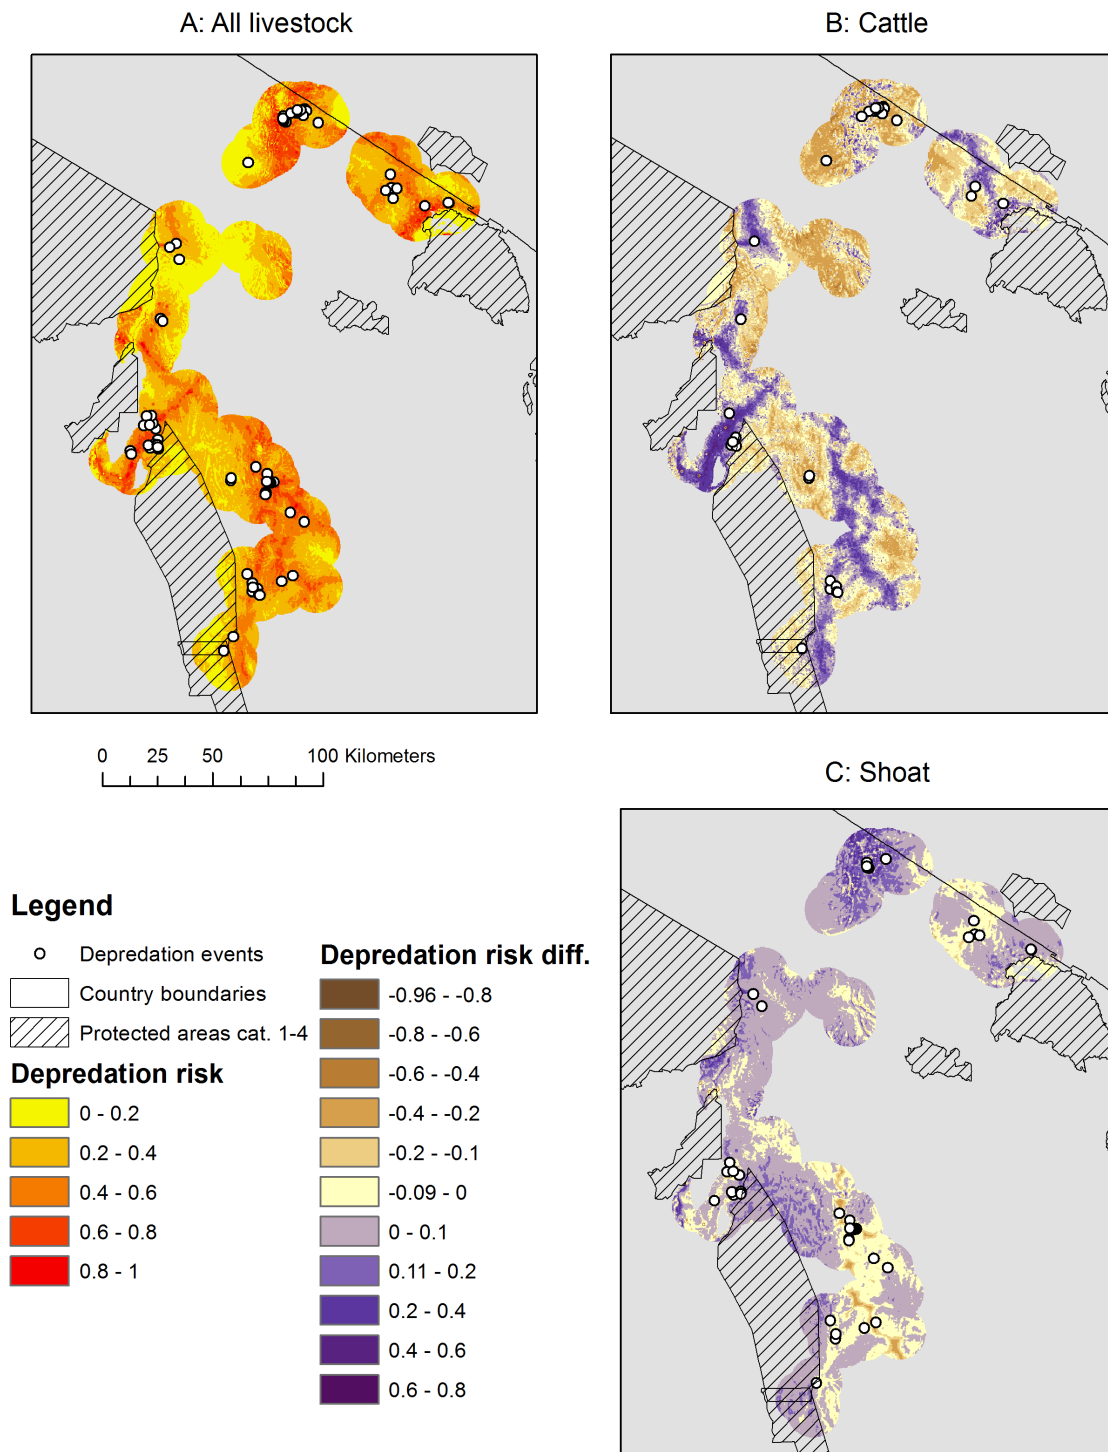 A: All livestock
B: Cattle
0 25 50 100 Kilometers
C: Shoat
Legend
Depredation events
Country boundaries
Protected areas cat. 1-4
Depredation risk
0 - 0.2
0.2 - 0.4
0.4 - 0.6
0.6 - 0.8
0.8 - 1
Depredation risk diff.
-0.96 - -0.8
-0.8 - -0.6
-0.6 - -0.4
-0.4 - -0.2
-0.2 - -0.1
-0.09 - 0
0 - 0.1
0.11 - 0.2
0.2 - 0.4
0.4 - 0.6
0.6 - 0.8